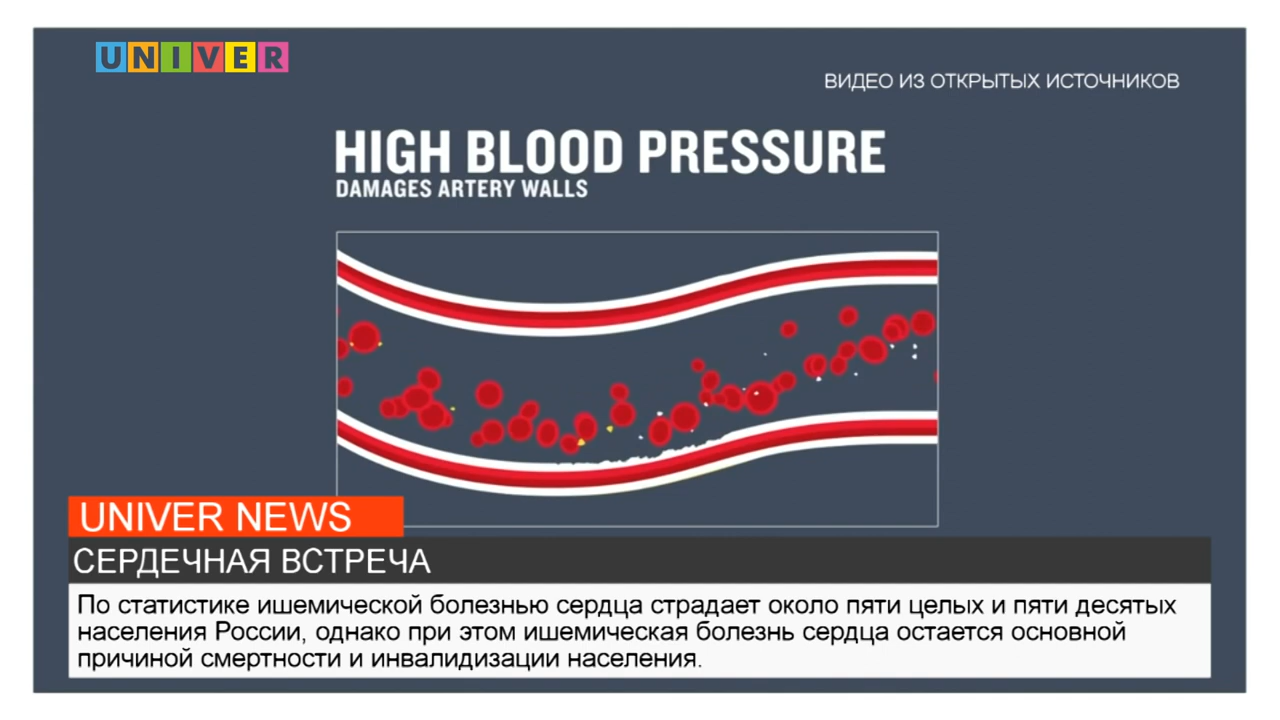 UNIVER
ВИДЕО ИЗ ОТКРЫТЫХ ИСТОЧНИКОВ
HIGH BLOOD PRESSURE
DAMAGES ARTERY WALLS
UNIVER NEWS
СЕРДЕЧНАЯ ВСТРЕЧА
По статистике ишемической болезнью сердца страдает около пяти целых и пяти десятых
населения России, однако при этом ишемическая болезнь сердца остается основной
причиной смертности и инвалидизации населения.